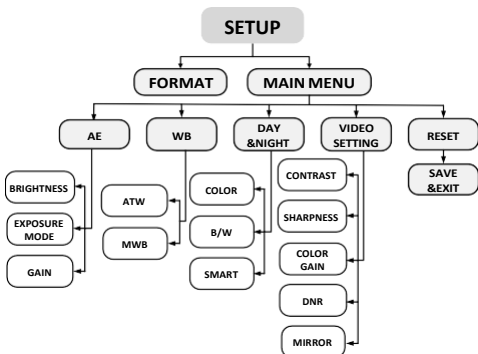 SETUP
FORMAT
MAIN MENU
AE
WB
DAY
&NIGHT
VIDEO
SETTING
RESET
SAVE
&EXIT
BRIGHTNESS
EXPOSURE
MODE
GAIN
ATW
MWB
COLOR
B/W
SMART
CONTRAST
SHARPNESS
COLOR
GAIN
DNR
MIRROR